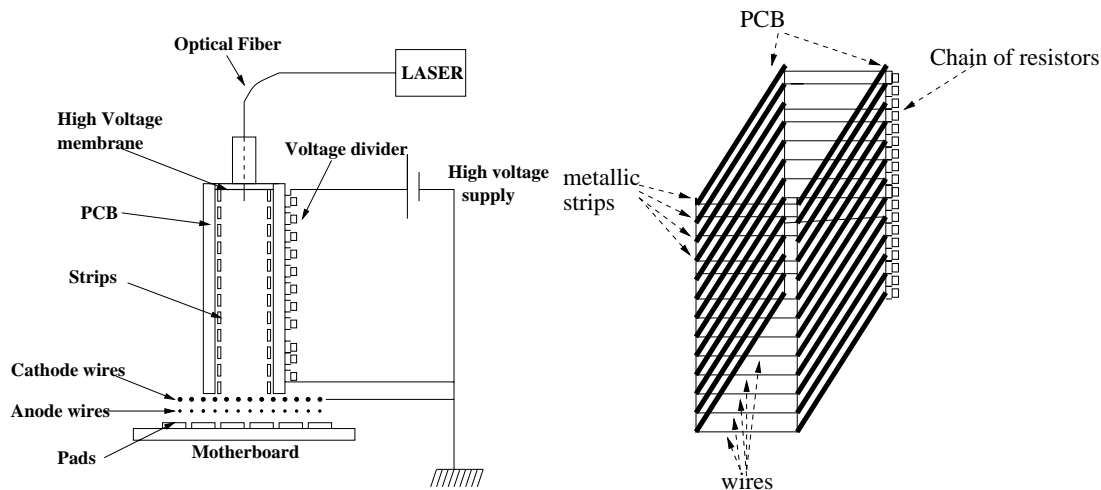 Optical Fiber
LASER
High Voltage
membrane
Voltage divider
High voltage
supply
PCB
Strips
Cathode wires
Anode wires
Pads
Motherboard
PCB
Chain of resistors
metallic
strips
wires